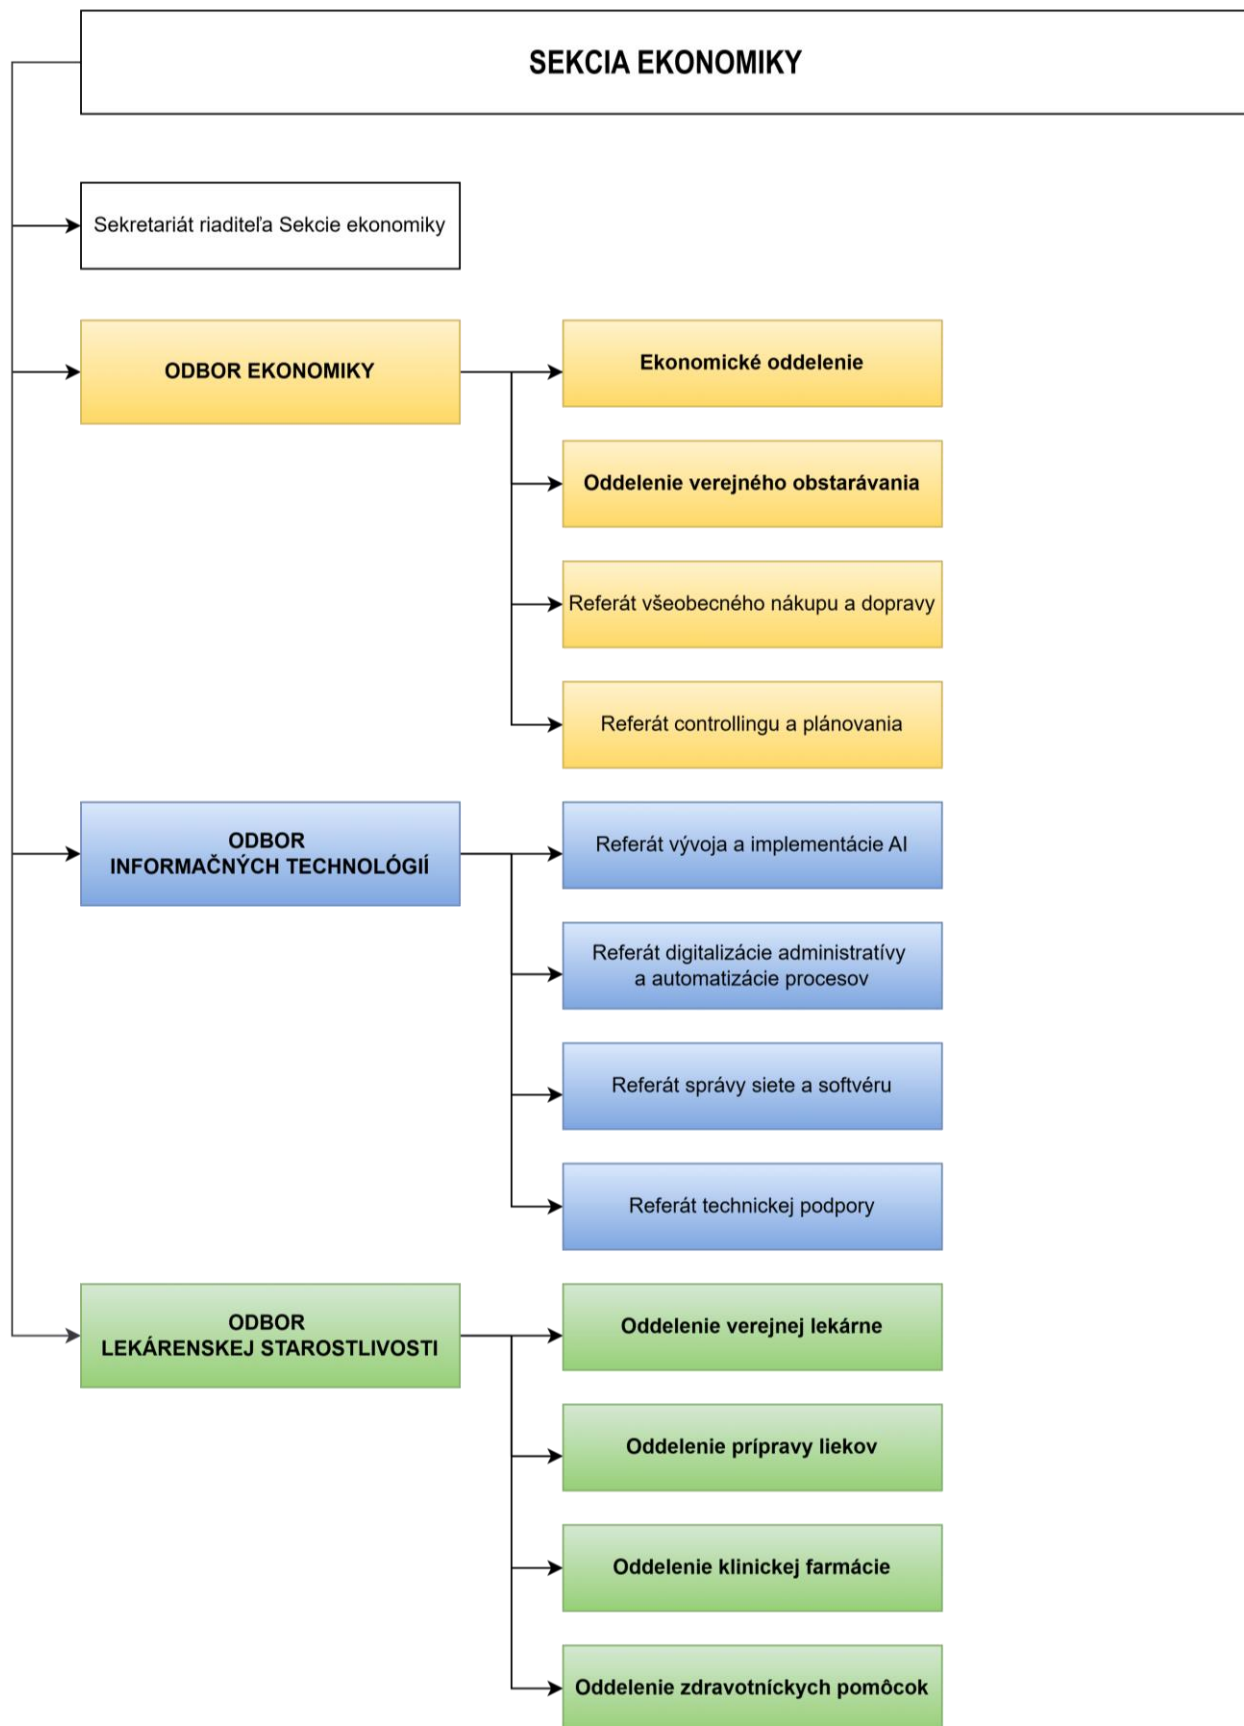 SEKCIA EKONOMIKY
Sekretariát riaditeľa Sekcie ekonomiky
ODBOR EKONOMIKY
Ekonomické oddelenie
Oddelenie verejného obstarávania
Referát všeobecného nákupu a dopravy
Referát controllingu a plánovania
ODBOR
INFORMAČNÝCH TECHNOLÓGIÍ
Referát vývoja a implementácie AI
Referát digitalizácie administratívy
a automatizácie procesov
Referát správy siete a softvéru
Referát technickej podpory
ODBOR
LEKÁRENSKEJ STAROSTLIVOSTI
Oddelenie verejnej lekárne
Oddelenie prípravy liekov
Oddelenie klinickej farmácie
Oddelenie zdravotníckych pomôcok